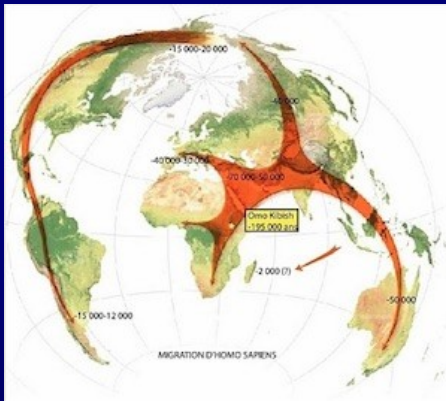 -15 000-20 000
-40 000
-40 000-30 000
-70 000-50 000
Omo Kibish
-195 000 ans
-2 000 (?)
-50 000
-15 000-12 000
MIGRATION D'HOMO SAPIENS